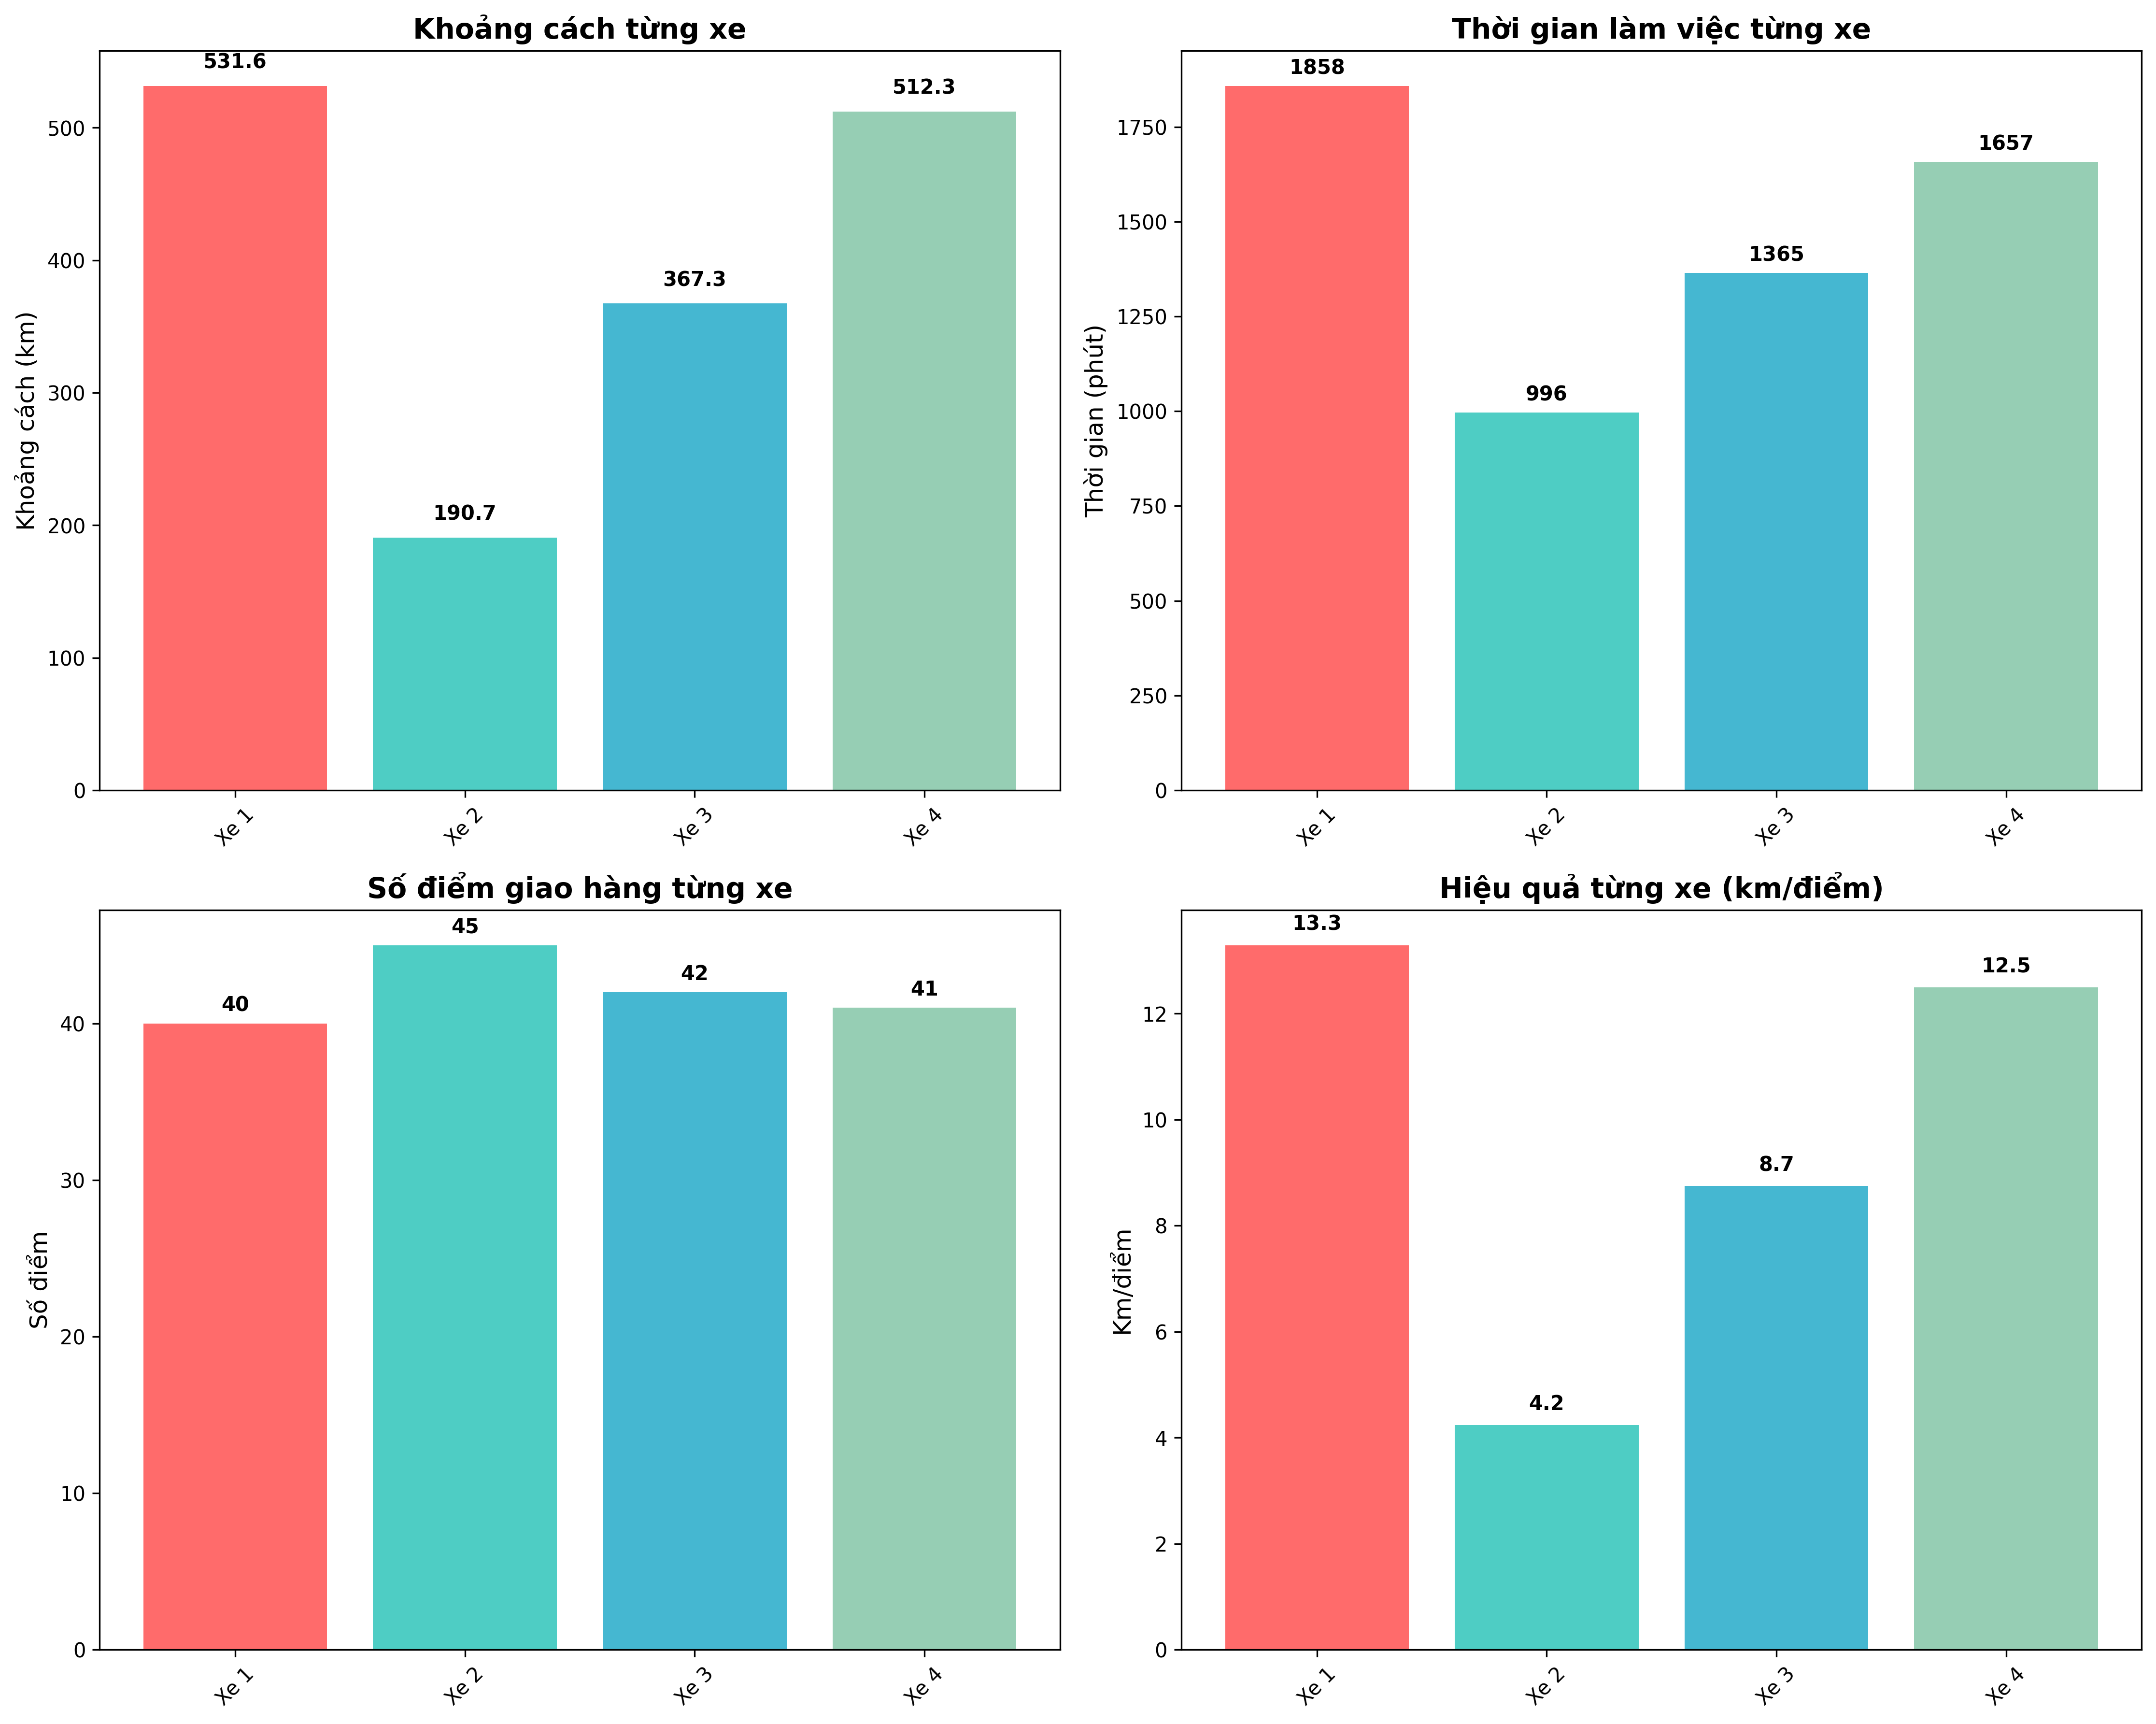 Khoảng cách từng xe
Khoảng cách (km)
500
400
300
200
100
0
531.6
190.7
367.3
512.3
Xe 1
Xe 2
Xe 3
Xe 4
Thời gian làm việc từng xe
Thời gian (phút)
1750
1500
1250
1000
750
500
250
0
1858
996
1365
1657
Xe 1
Xe 2
Xe 3
Xe 4
Số điểm giao hàng từng xe
Số điểm
40
30
20
10
0
40
45
42
41
Xe 1
Xe 2
Xe 3
Xe 4
Hiệu quả từng xe (km/điểm)
Km/điểm
12
10
8
6
4
2
0
13.3
4.2
8.7
12.5
Xe 1
Xe 2
Xe 3
Xe 4